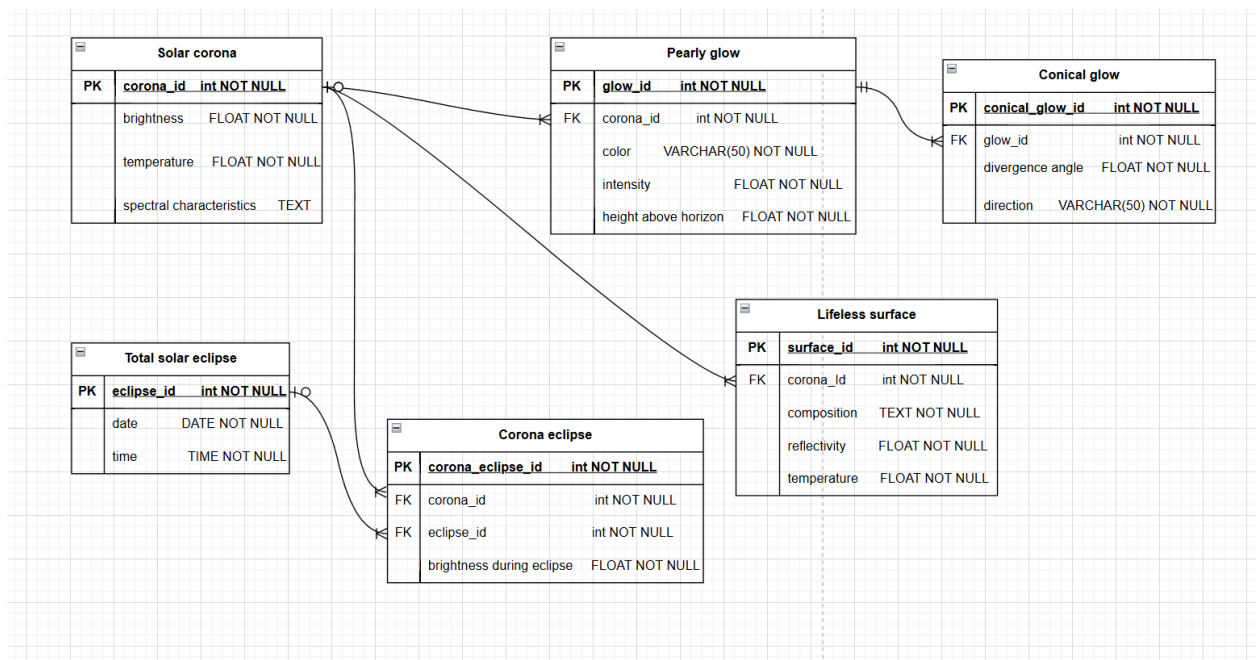 Solar corona
PK corona_id int NOT NULL
brightness FLOAT NOT NULL
temperature FLOAT NOT NULL
spectral characteristics TEXT
Pearly glow
PK glow_id int NOT NULL
FK corona_id int NOT NULL
color VARCHAR(50) NOT NULL
intensity FLOAT NOT NULL
height above horizon FLOAT NOT NULL
Conical glow
PK conical_glow_id int NOT NULL
FK glow_id int NOT NULL
divergence angle FLOAT NOT NULL
direction VARCHAR(50) NOT NULL
Total solar eclipse
PK eclipse_id int NOT NULL
date DATE NOT NULL
time TIME NOT NULL
Corona eclipse
PK corona_eclipse_id int NOT NULL
FK corona_id int NOT NULL
FK eclipse_id int NOT NULL
brightness during eclipse FLOAT NOT NULL
Lifeless surface
PK surface_id int NOT NULL
FK corona_Id int NOT NULL
composition TEXT NOT NULL
reflectivity FLOAT NOT NULL
temperature FLOAT NOT NULL